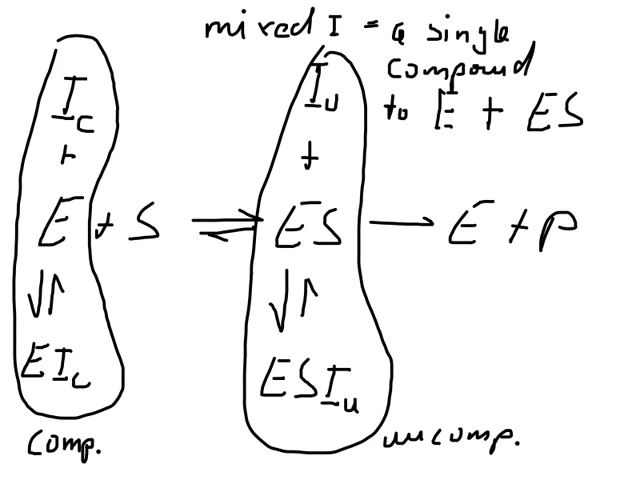 mixed I = a single
compound
to E + ES
I_c I_u
+ +
E + S ⇌ ES → E + P
↓↑ ↓↑
EI_c ESI_u
comp. uncomp.